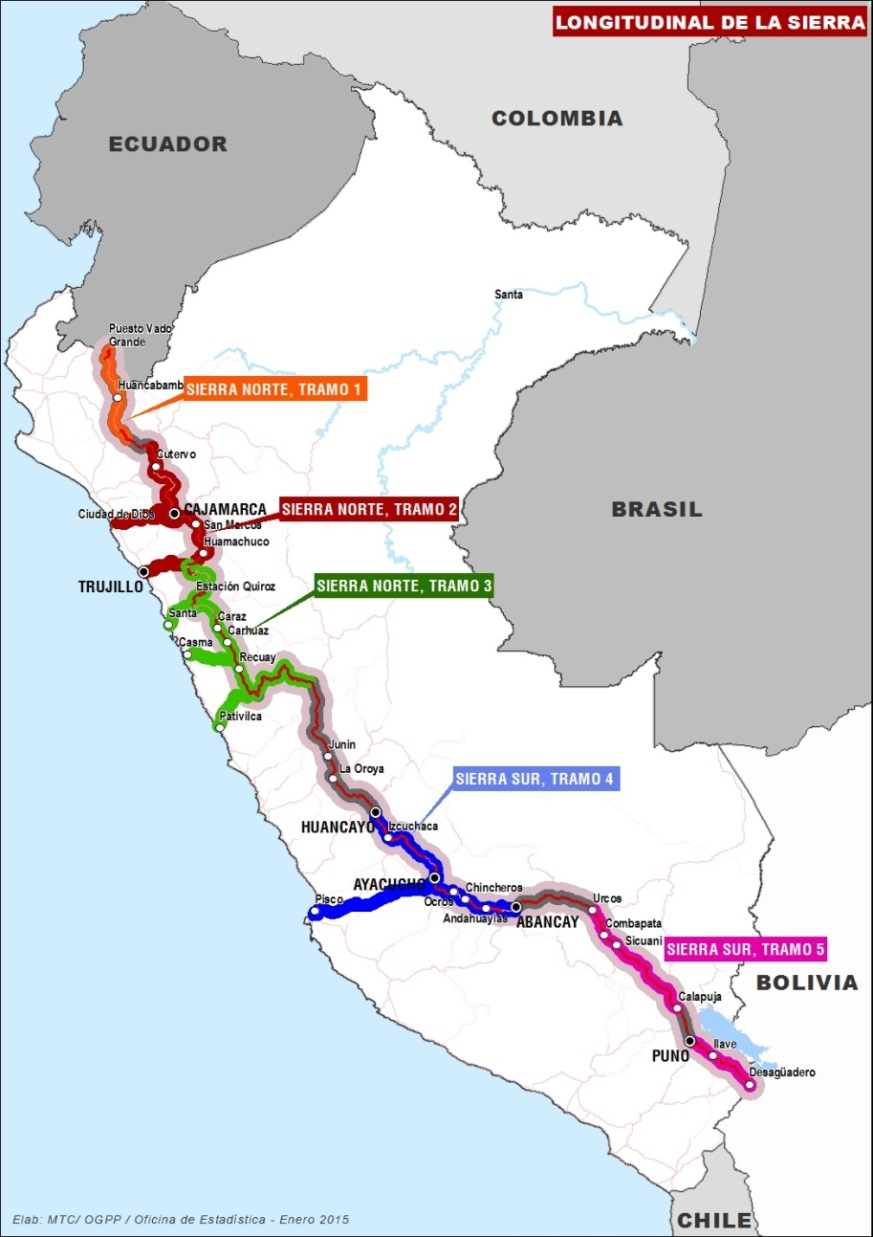 LONGITUDINAL DE LA SIERRA
COLOMBIA
ECUADOR
Santa
Puesto Vado
Grande
Huancabamb
SIERRA NORTE, TRAMO 1
Cutervo
CAJAMARCA
SIERRA NORTE, TRAMO 2
BRASIL
Ciudad de Dios
San Marcos
Huamachuco
TRUJILLO
Estación Quiroz
SIERRA NORTE, TRAMO 3
Santa
Caraz
Carhuaz
Casma
Recuay
Pativilca
Junin
La Oroya
SIERRA SUR, TRAMO 4
HUANCAYO
Izcuchaca
AYACUCHO
Chincheros
Pisco
Ocros
Urcos
Andahuaylas
ABANCAY
Combapata
Sicuani
SIERRA SUR, TRAMO 5
BOLIVIA
Calapuja
PUNO
Ilave
Desagüadero
Elab: MTC/ OGPP / Oficina de Estadística - Enero 2015
CHILE